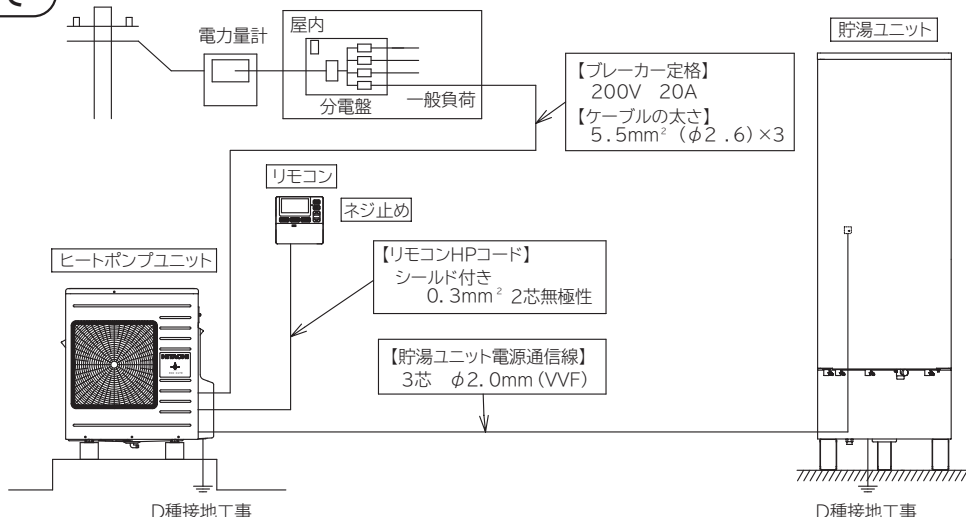 て
電力量計
屋内
分電盤
一般負荷
【ブレーカー定格】
200V 20A
【ケーブルの太さ】
5.5mm²(φ2.6)×3
貯湯ユニット
リモコン
ネジ止め
【リモコンHPコード】
シールド付き
0.3mm² 2芯無極性
ヒートポンプユニット
HITACHI
【貯湯ユニット電源通信線】
3芯 φ2.0mm(VVF)
D種接地工事
D種接地工事